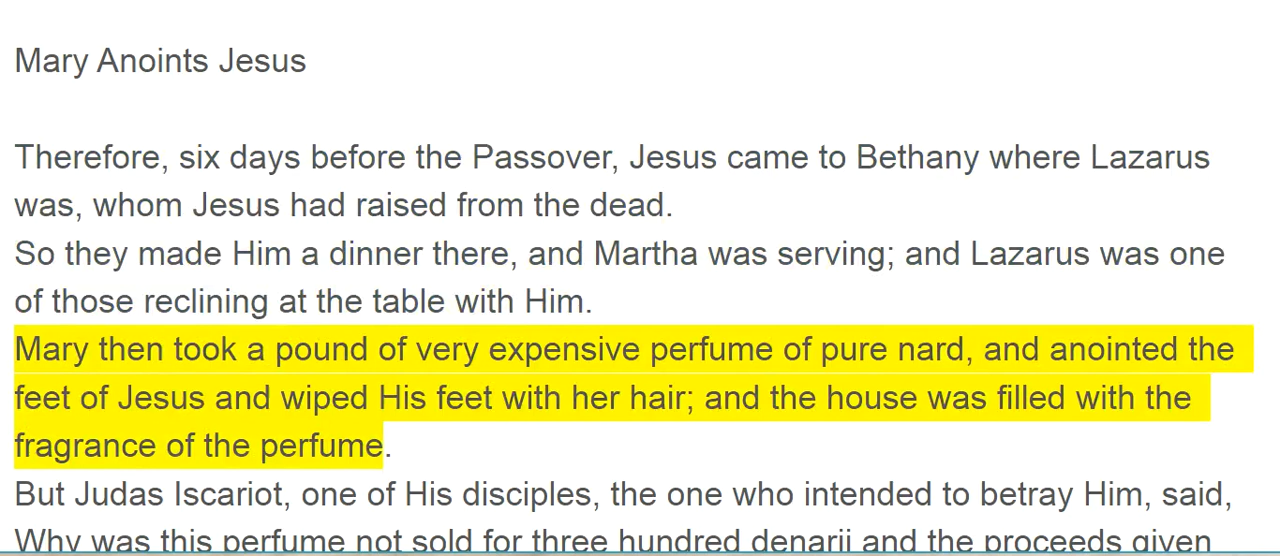 Mary Anoints Jesus
Therefore, six days before the Passover, Jesus came to Bethany where Lazarus
was, whom Jesus had raised from the dead.
So they made Him a dinner there, and Martha was serving; and Lazarus was one
of those reclining at the table with Him.
Mary then took a pound of very expensive perfume of pure nard, and anointed the
feet of Jesus and wiped His feet with her hair; and the house was filled with the
fragrance of the perfume.
But Judas Iscariot, one of His disciples, the one who intended to betray Him, said,
Why was this perfume not sold for three hundred denarii and the proceeds given